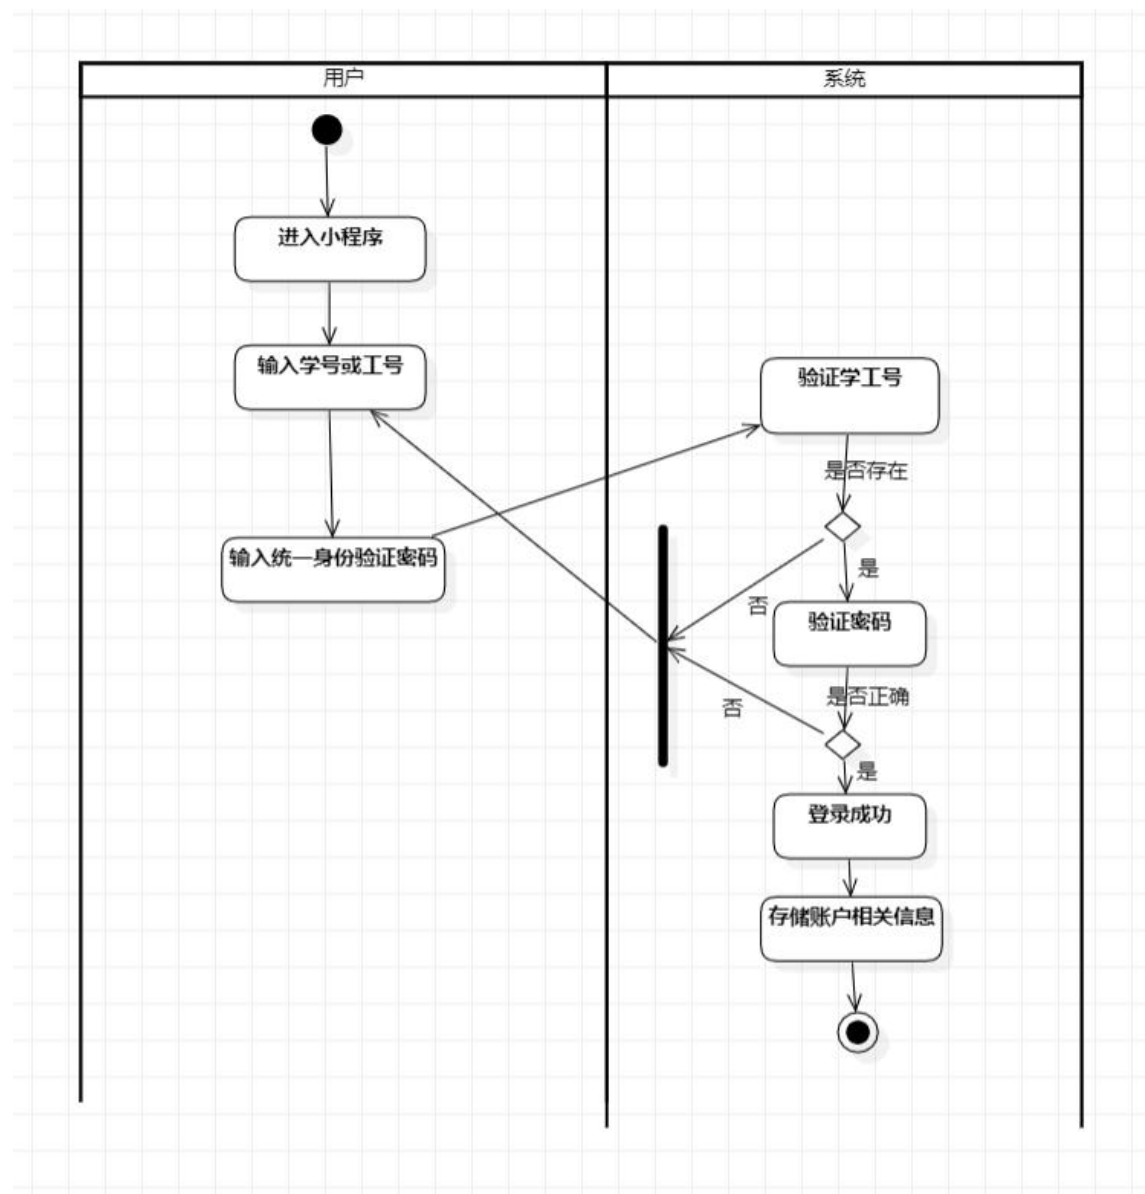 用户
系统
进入小程序
输入学号或工号
输入统一身份验证密码
验证学工号
是否存在
是
否
验证密码
是否正确
否
是
登录成功
存储账户相关信息